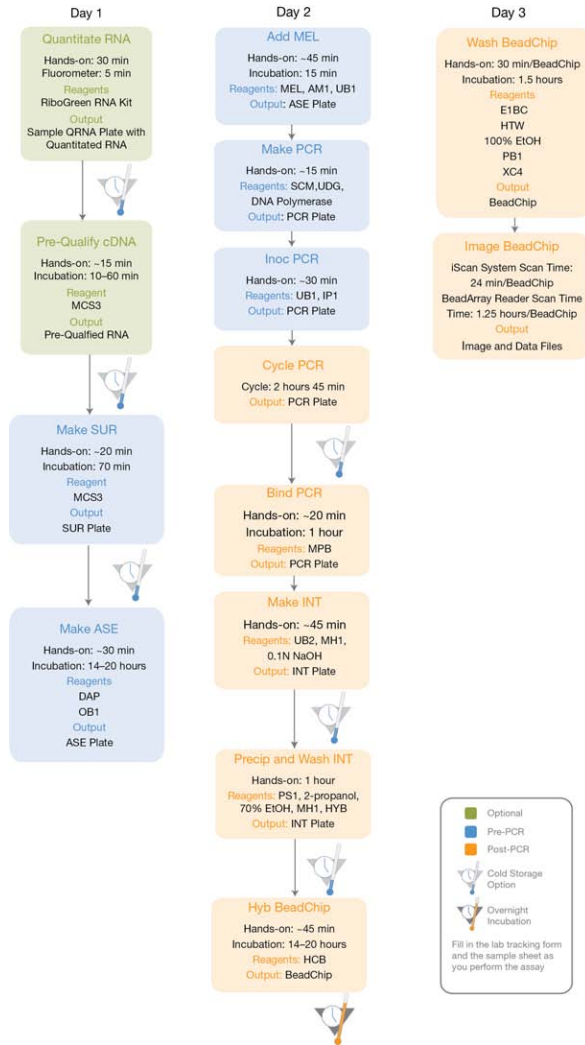 Day 1
Quantitate RNA
Hands-on: 30 min
Fluorometer: 5 min
Reagents
RiboGreen RNA Kit
Output
Sample QRNA Plate with
Quantitated RNA
Pre-Qualify cDNA
Hands-on: ~15 min
Incubation: 10–60 min
Reagent
MCS3
Output
Pre-Qualfied RNA
Make SUR
Hands-on: ~20 min
Incubation: 70 min
Reagent
MCS3
Output
SUR Plate
Make ASE
Hands-on: ~30 min
Incubation: 14–20 hours
Reagents
DAP
OB1
Output
ASE Plate
Day 2
Add MEL
Hands-on: ~45 min
Incubation: 15 min
Reagents: MEL, AM1, UB1
Output: ASE Plate
Make PCR
Hands-on: ~15 min
Reagents: SCM,UDG,
DNA Polymerase
Output: PCR Plate
Inoc PCR
Hands-on: ~30 min
Reagents: UB1, IP1
Output: PCR Plate
Cycle PCR
Cycle: 2 hours 45 min
Output: PCR Plate
Bind PCR
Hands-on: ~20 min
Incubation: 1 hour
Reagents: MPB
Output: PCR Plate
Make INT
Hands-on: ~45 min
Reagents: UB2, MH1,
0.1N NaOH
Output: INT Plate
Precip and Wash INT
Hands-on: 1 hour
Reagents: PS1, 2-propanol,
70% EtOH, MH1, HYB
Output: INT Plate
Hyb BeadChip
Hands-on: ~45 min
Incubation: 14–20 hours
Reagents: HCB
Output: BeadChip
Day 3
Wash BeadChip
Hands-on: 30 min/BeadChip
Incubation: 1.5 hours
Reagents
E1BC
HTW
100% EtOH
PB1
XC4
Output
BeadChip
Image BeadChip
iScan System Scan Time:
24 min/BeadChip
BeadArray Reader Scan Time
Time: 1.25 hours/BeadChip
Output
Image and Data Files
Optional
Pre-PCR
Post-PCR
Cold Storage
Option
Overnight
Incubation
Fill in the lab tracking form
and the sample sheet as
you perform the assay